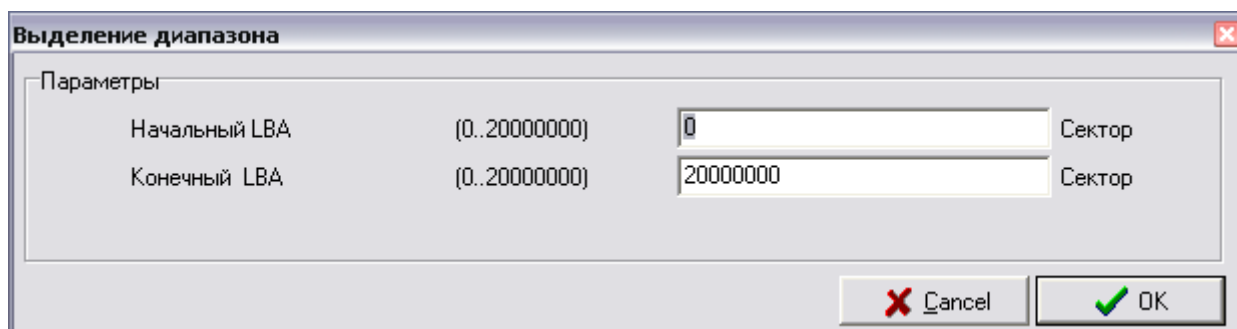 Выделение диапазона
Параметры
Начальный LBA (0..20000000) 0 Сектор
Конечный LBA (0..20000000) 20000000 Сектор
Cancel OK